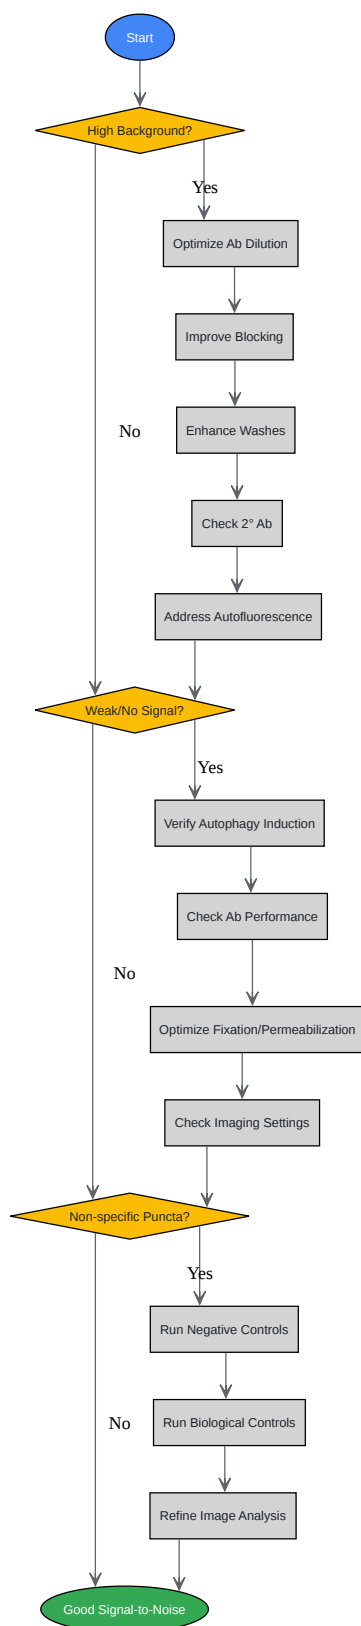 Start
High Background?
Yes
Optimize Ab Dilution
Improve Blocking
No
Enhance Washes
Check 2° Ab
Address Autofluorescence
Weak/No Signal?
Yes
Verify Autophagy Induction
Check Ab Performance
No
Optimize Fixation/Permeabilization
Check Imaging Settings
Non-specific Puncta?
Yes
Run Negative Controls
No
Run Biological Controls
Refine Image Analysis
Good Signal-to-Noise